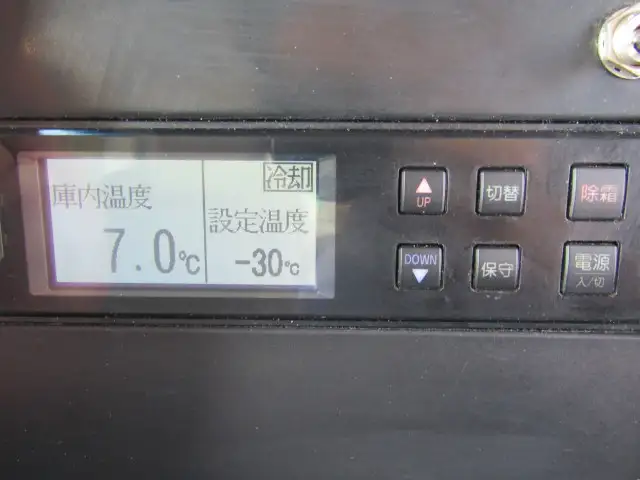 冷却
庫内温度
7.0℃
設定温度
-30℃
UP
切替
除霜
DOWN
保守
電源
入/切